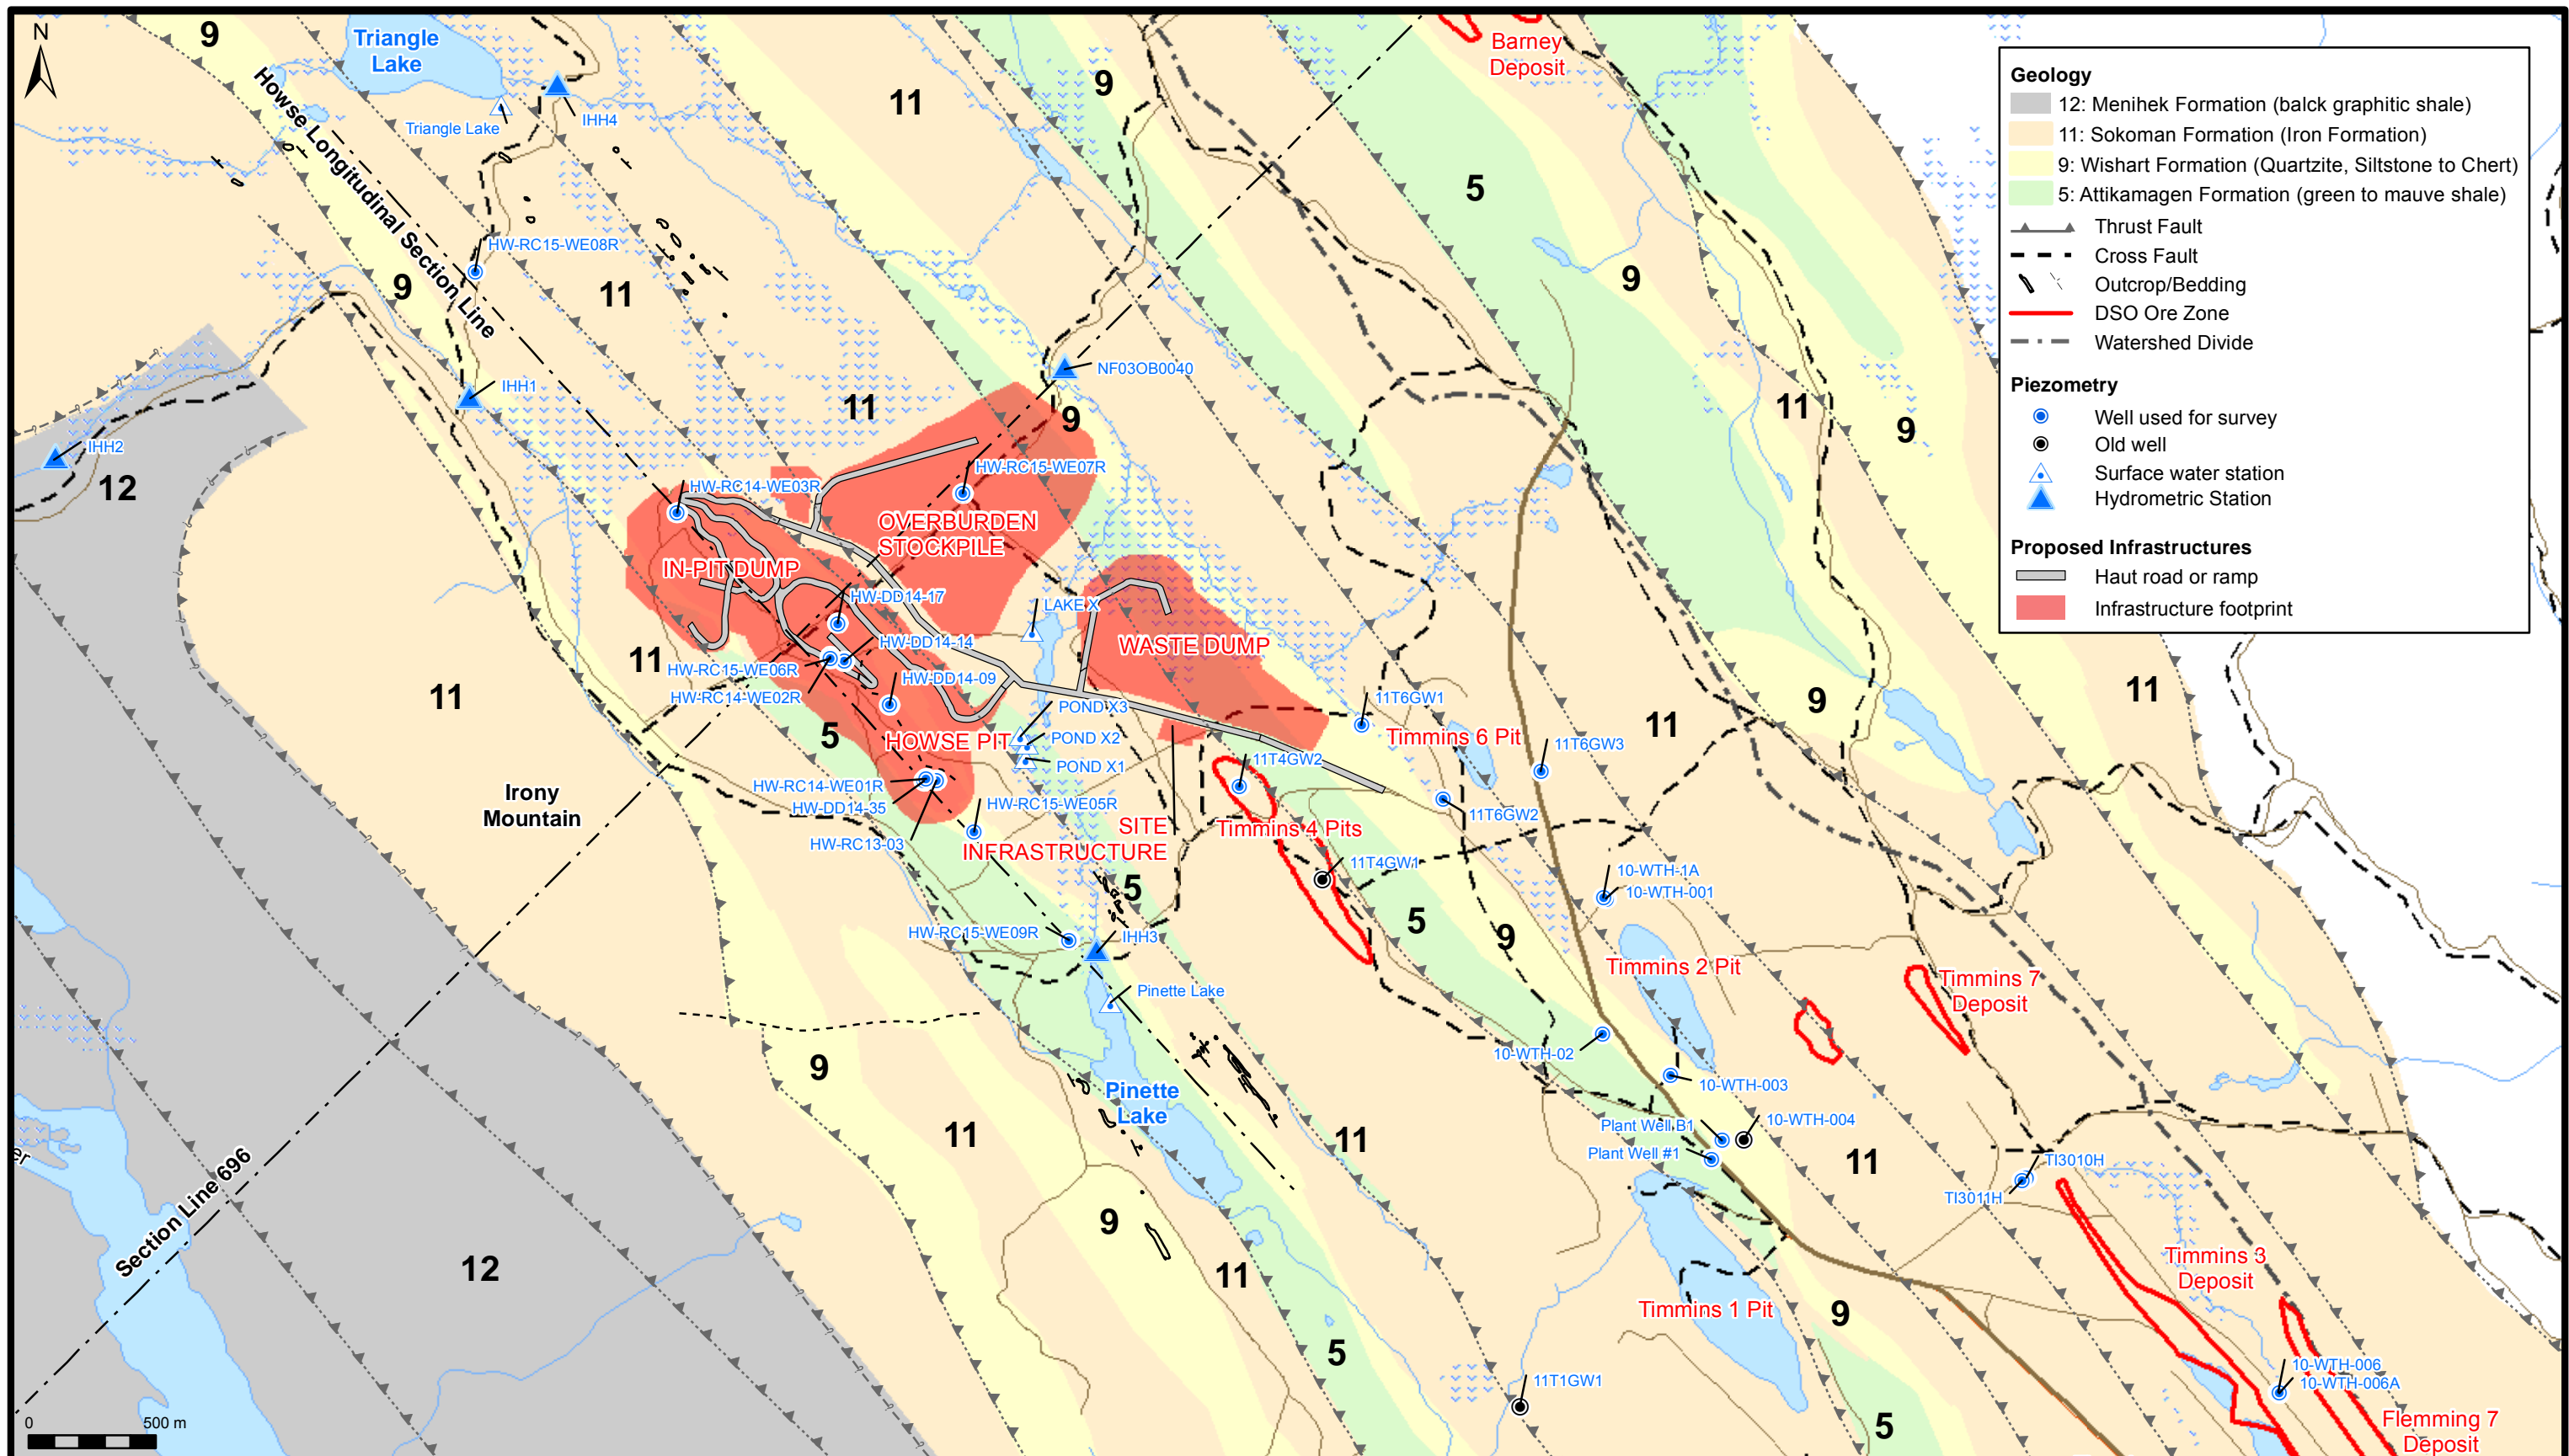 N
9
Triangle
Lake
Howse Longitudinal Section Line
Triangle Lake
IHH4
11
9
Barney
Deposit
5
9
HW-RC15-WE08R
9
11
IHH1
IHH2
12
11
NF03OB0040
9
11
9
HW-RC15-WE07R
HW-RC14-WE03R
OVERBURDEN
STOCKPILE
IN-PIT DUMP
HW-DD14-17
LAKE X
HW-DD14-14
WASTE DUMP
11
HW-RC15-WE06R
HW-DD14-09
HW-RC14-WE02R
11
POND X3
11T6GW1
9
11
11
5
HOWSE PIT
POND X2
Timmins 6 Pit
11T6GW3
POND X1
11T4GW2
HW-RC14-WE01R
HW-DD14-35
HW-RC15-WE05R
11T6GW2
Irony
Mountain
HW-RC13-03
SITE
INFRASTRUCTURE
Timmins 4 Pits
11T4GW1
10-WTH-1A
10-WTH-001
5
5
9
HW-RC15-WE09R
IHH3
Timmins 2 Pit
Timmins 7
Deposit
Pinette Lake
10-WTH-02
9
10-WTH-003
Pinette
Lake
11
11
Plant Well B1
10-WTH-004
Plant Well #1
11
TI3010H
TI3011H
Section Line 696
9
12
11
Timmins 3
Deposit
Timmins 1 Pit
9
5
11T1GW1
10-WTH-006
10-WTH-006A
5
Flemming 7
Deposit
er
0
500 m
Geology
12: Menihek Formation (balck graphitic shale)
11: Sokoman Formation (Iron Formation)
9: Wishart Formation (Quartzite, Siltstone to Chert)
5: Attikamagen Formation (green to mauve shale)
Thrust Fault
Cross Fault
Outcrop/Bedding
DSO Ore Zone
Watershed Divide
Piezometry
Well used for survey
Old well
Surface water station
Hydrometric Station
Proposed Infrastructures
Haut road or ramp
Infrastructure footprint